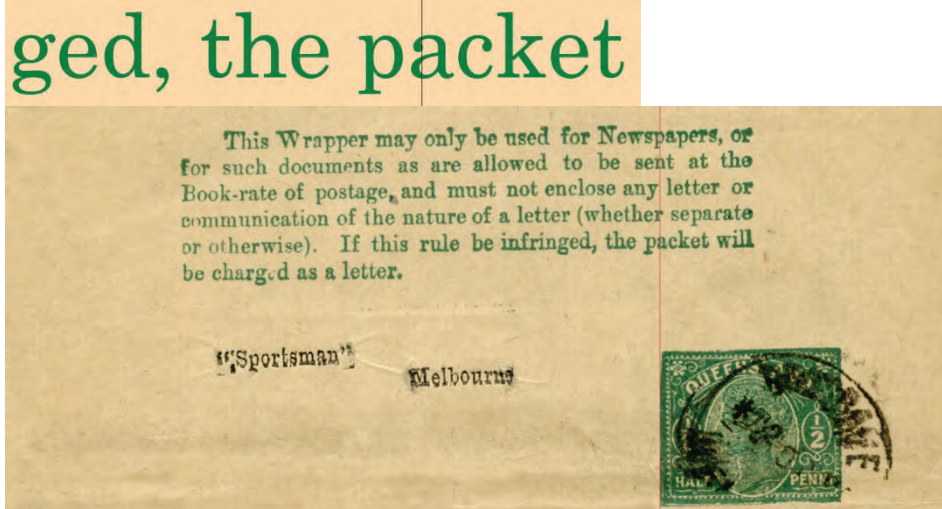 ged, the packet
This Wrapper may only be used for Newspapers, or
for such documents as are allowed to be sent at the
Book-rate of postage, and must not enclose any letter or
communication of the nature of a letter (whether separate
or otherwise). If this rule be infringed, the packet will
be charged as a letter.
"Sportsman"
Melbourne
QUEEN
1/2
HALF PENNY